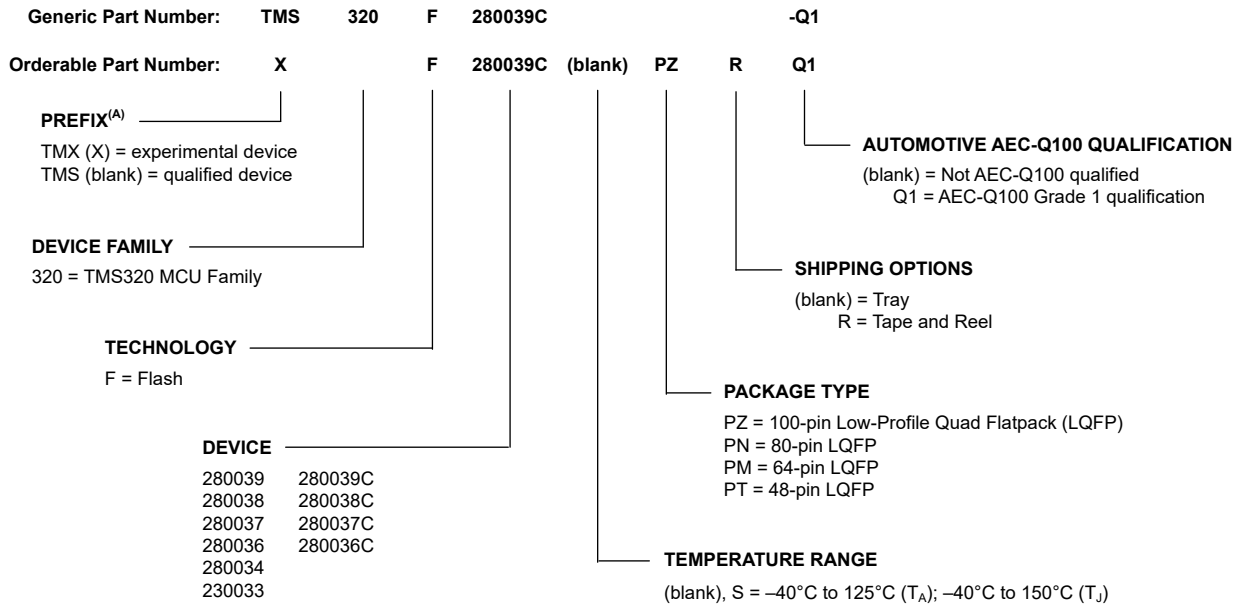 Generic Part Number: TMS 320 F 280039C -Q1
Orderable Part Number: X F 280039C (blank) PZ R Q1
PREFIX(A)
TMX (X) = experimental device
TMS (blank) = qualified device
AUTOMOTIVE AEC-Q100 QUALIFICATION
(blank) = Not AEC-Q100 qualified
Q1 = AEC-Q100 Grade 1 qualification
DEVICE FAMILY
320 = TMS320 MCU Family
SHIPPING OPTIONS
(blank) = Tray
R = Tape and Reel
TECHNOLOGY
F = Flash
PACKAGE TYPE
PZ = 100-pin Low-Profile Quad Flatpack (LQFP)
PN = 80-pin LQFP
PM = 64-pin LQFP
PT = 48-pin LQFP
DEVICE
280039 280039C
280038 280038C
280037 280037C
280036 280036C
280034
230033
TEMPERATURE RANGE
(blank), S = –40°C to 125°C (TA); –40°C to 150°C (TJ)